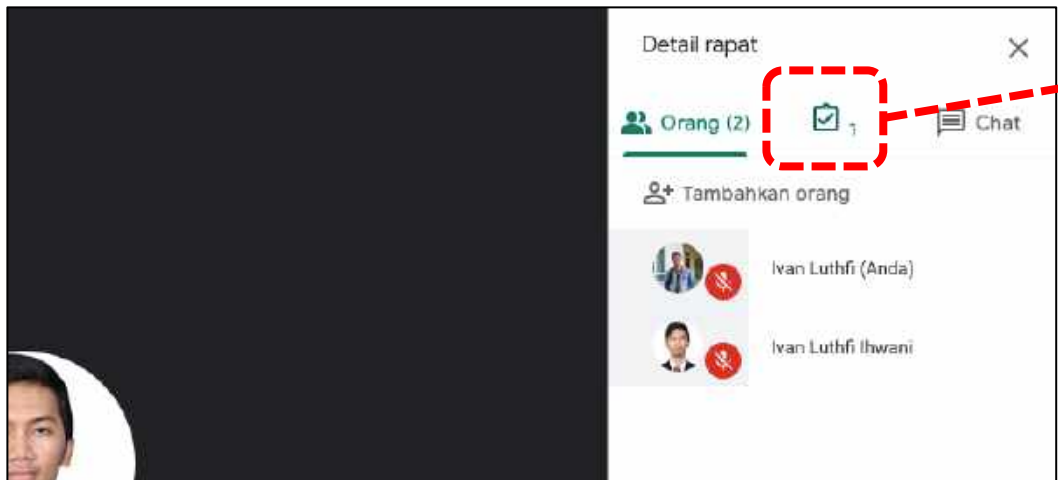 Detail rapat
Orang (2)
1
Chat
Tambahkan orang
Ivan Luthfi (Anda)
Ivan Luthfi Ihwani